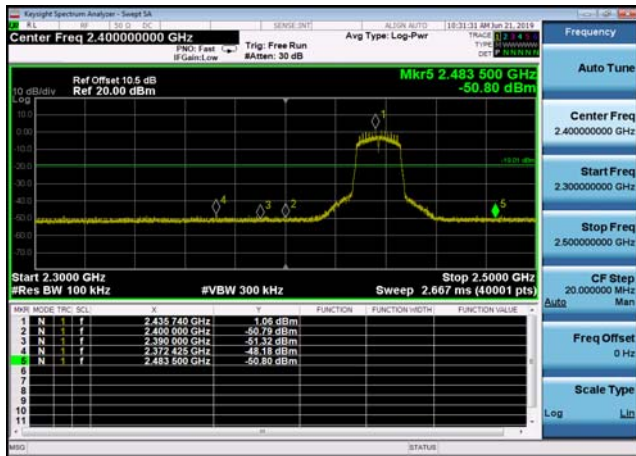 Keysight Spectrum Analyzer - Swept SA
RL RF 50 Ω DC SENSE:INT ALIGN AUTO 10:31:31 AM Jun 21, 2019
Center Freq 2.400000000 GHz
PNO: Fast
IFGain:Low
Trig: Free Run
#Atten: 30 dB
Avg Type: Log-Pwr
TRACE 1 2 3 4 5 6
TYPE
DET P N N N N N
Ref Offset 10.5 dB
Ref 20.00 dBm
10 dB/div
Log
Mkr5 2.483 500 GHz
-50.80 dBm
10.0
0.00
-10.0
-20.0
-30.0
-40.0
-50.0
-60.0
-70.0
1
-19.01 dBm
4
3
2
5
Start 2.3000 GHz
Stop 2.5000 GHz
#Res BW 100 kHz
#VBW 300 kHz
Sweep 2.667 ms (40001 pts)
MKR MODE TRC SCL X Y FUNCTION FUNCTION WIDTH FUNCTION VALUE
1 N 1 f 2.435 740 GHz 1.06 dBm
2 N 1 f 2.400 000 GHz -50.79 dBm
3 N 1 f 2.390 000 GHz -51.32 dBm
4 N 1 f 2.372 425 GHz -48.18 dBm
5 N 1 f 2.483 500 GHz -50.80 dBm
6
7
8
9
10
11
MSG
STATUS
Frequency
Auto Tune
Center Freq
2.400000000 GHz
Start Freq
2.300000000 GHz
Stop Freq
2.500000000 GHz
CF Step
20.000000 MHz
Auto Man
Freq Offset
0 Hz
Scale Type
Log Lin